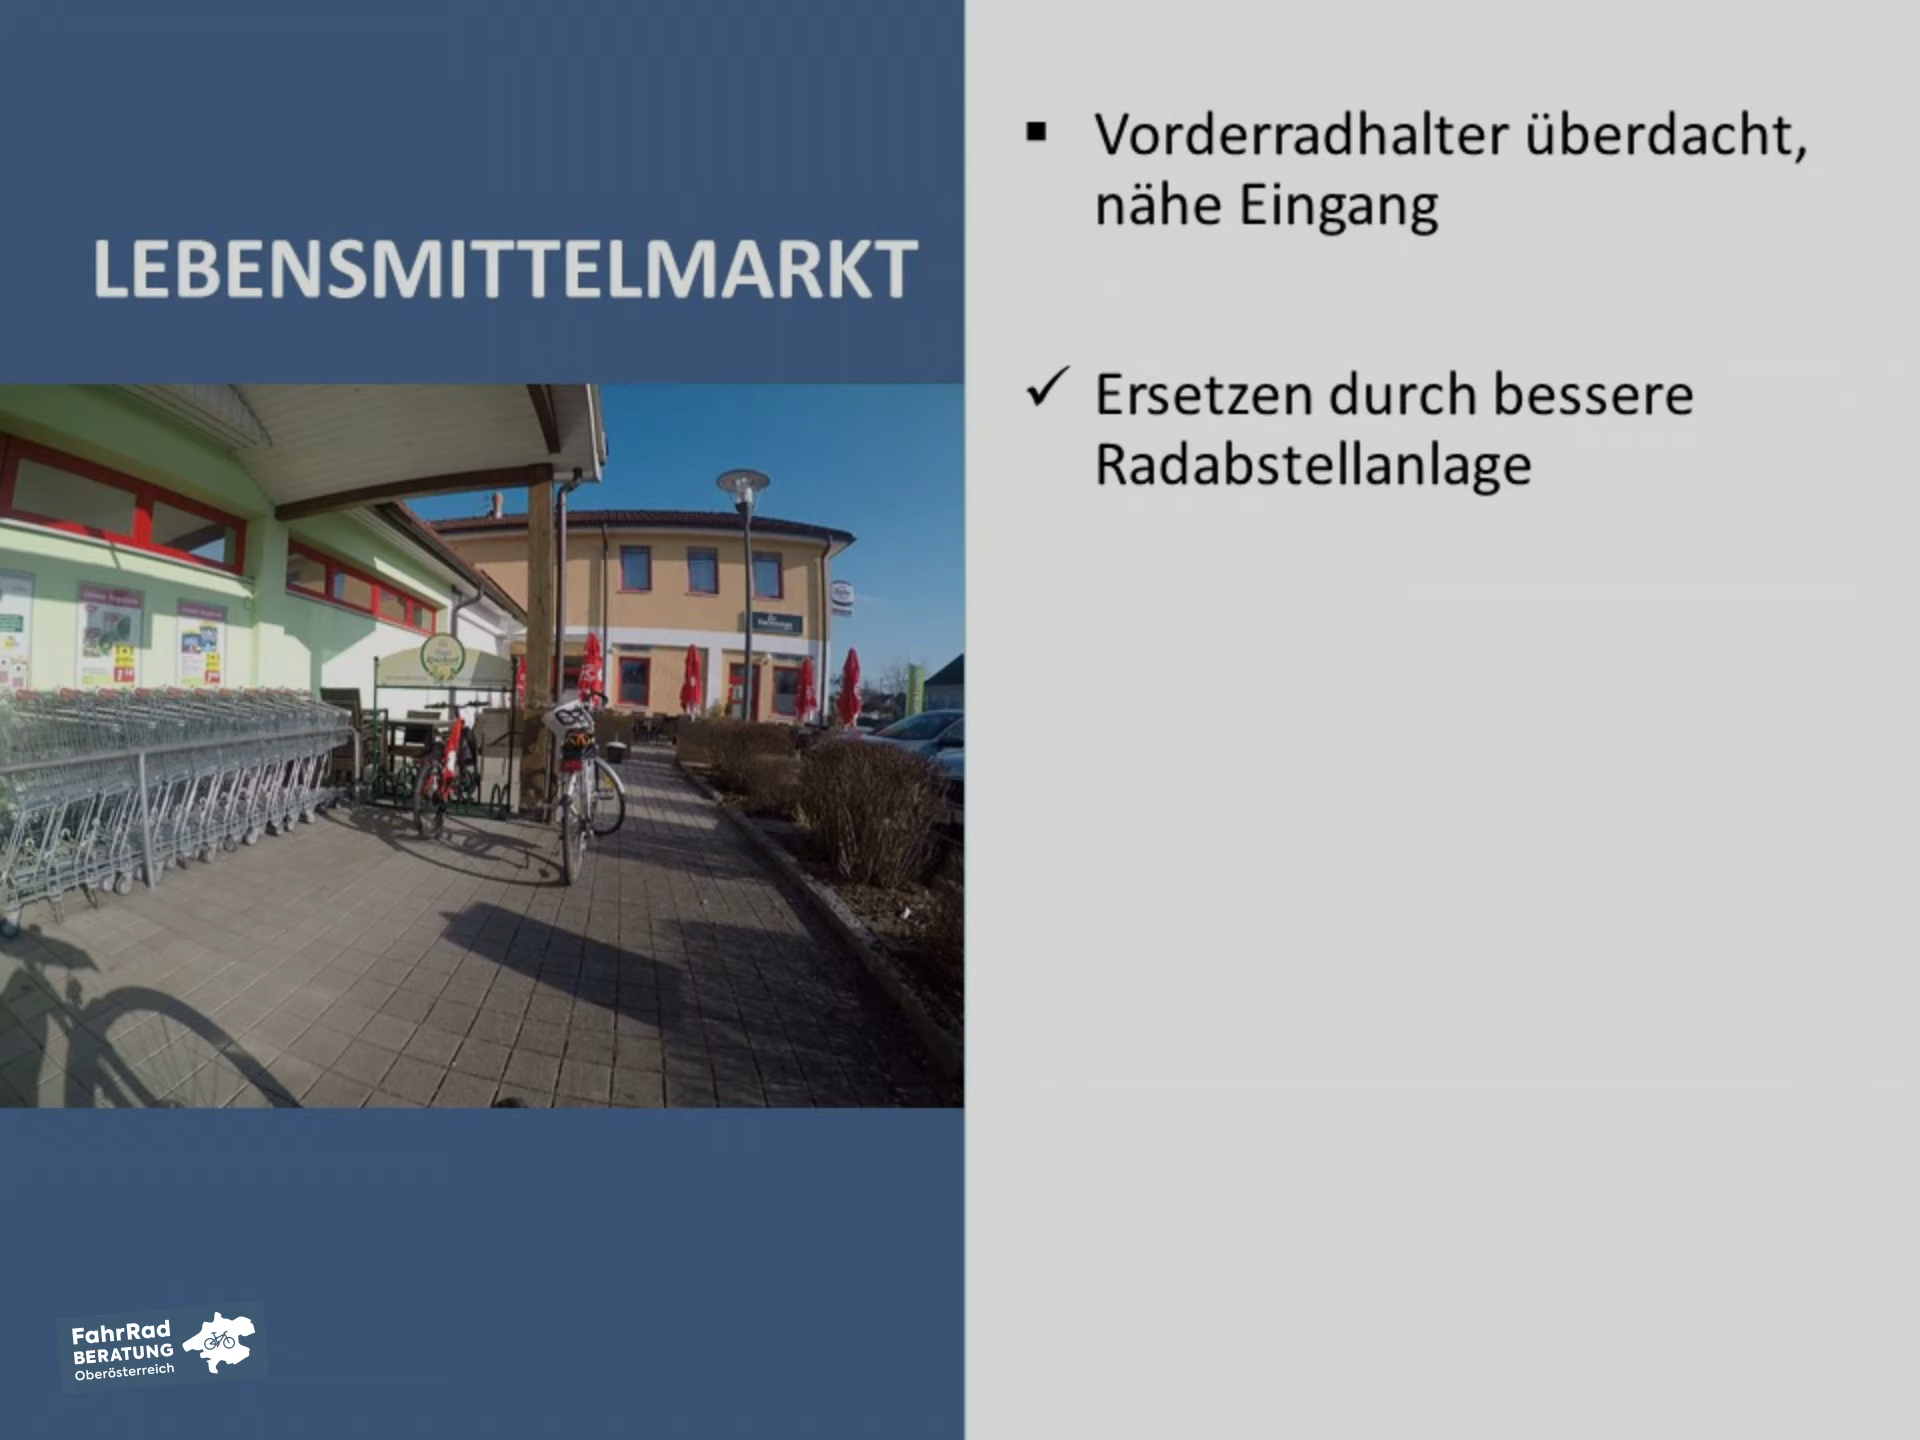 LEBENSMITTELMARKT
▪ Vorderradhalter überdacht,
nähe Eingang
✓ Ersetzen durch bessere
Radabstellanlage
FahrRad
BERATUNG
Oberösterreich